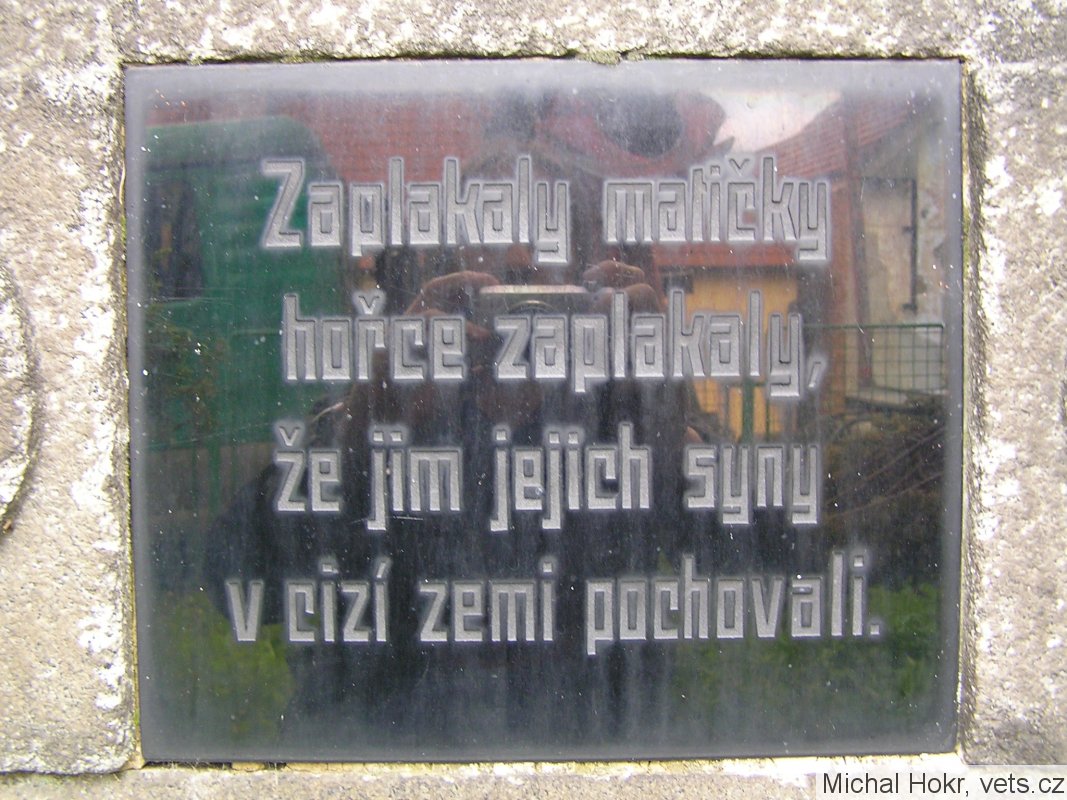 Zaplakaly matičky
hořce zaplakaly,
že jim jejich syny
v cizí zemi pochovali.
Michal Hokr, vets.cz